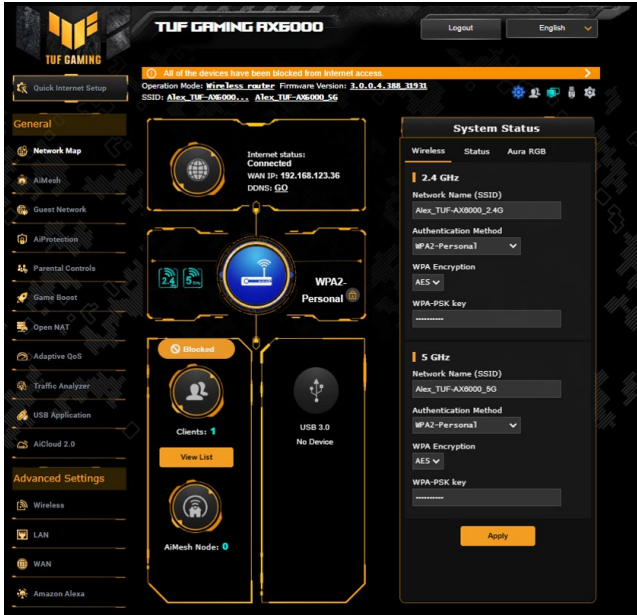 TUF GAMING
TUF GAMING AX6000
Logout
English
All of the devices have been blocked from Internet access.
Quick Internet Setup
Operation Mode: Wireless router Firmware Version: 3.0.0.4.388_31931
SSID: Alex_TUF-AX6000... Alex_TUF-AX6000_5G
General
Network Map
AiMesh
Guest Network
AiProtection
Parental Controls
Game Boost
Open NAT
Adaptive QoS
Traffic Analyzer
USB Application
AiCloud 2.0
Advanced Settings
Wireless
LAN
WAN
Amazon Alexa
Internet status:
Connected
WAN IP: 192.168.123.36
DDNS: GO
2.4
5
WPA2-
Personal
Blocked
Clients: 1
View List
AiMesh Node: 0
USB 3.0
No Device
System Status
Wireless Status Aura RGB
2.4 GHz
Network Name (SSID)
Alex_TUF-AX6000_2.4G
Authentication Method
WPA2-Personal
WPA Encryption
AES
WPA-PSK key
5 GHz
Network Name (SSID)
Alex_TUF-AX6000_5G
Authentication Method
WPA2-Personal
WPA Encryption
AES
WPA-PSK key
Apply